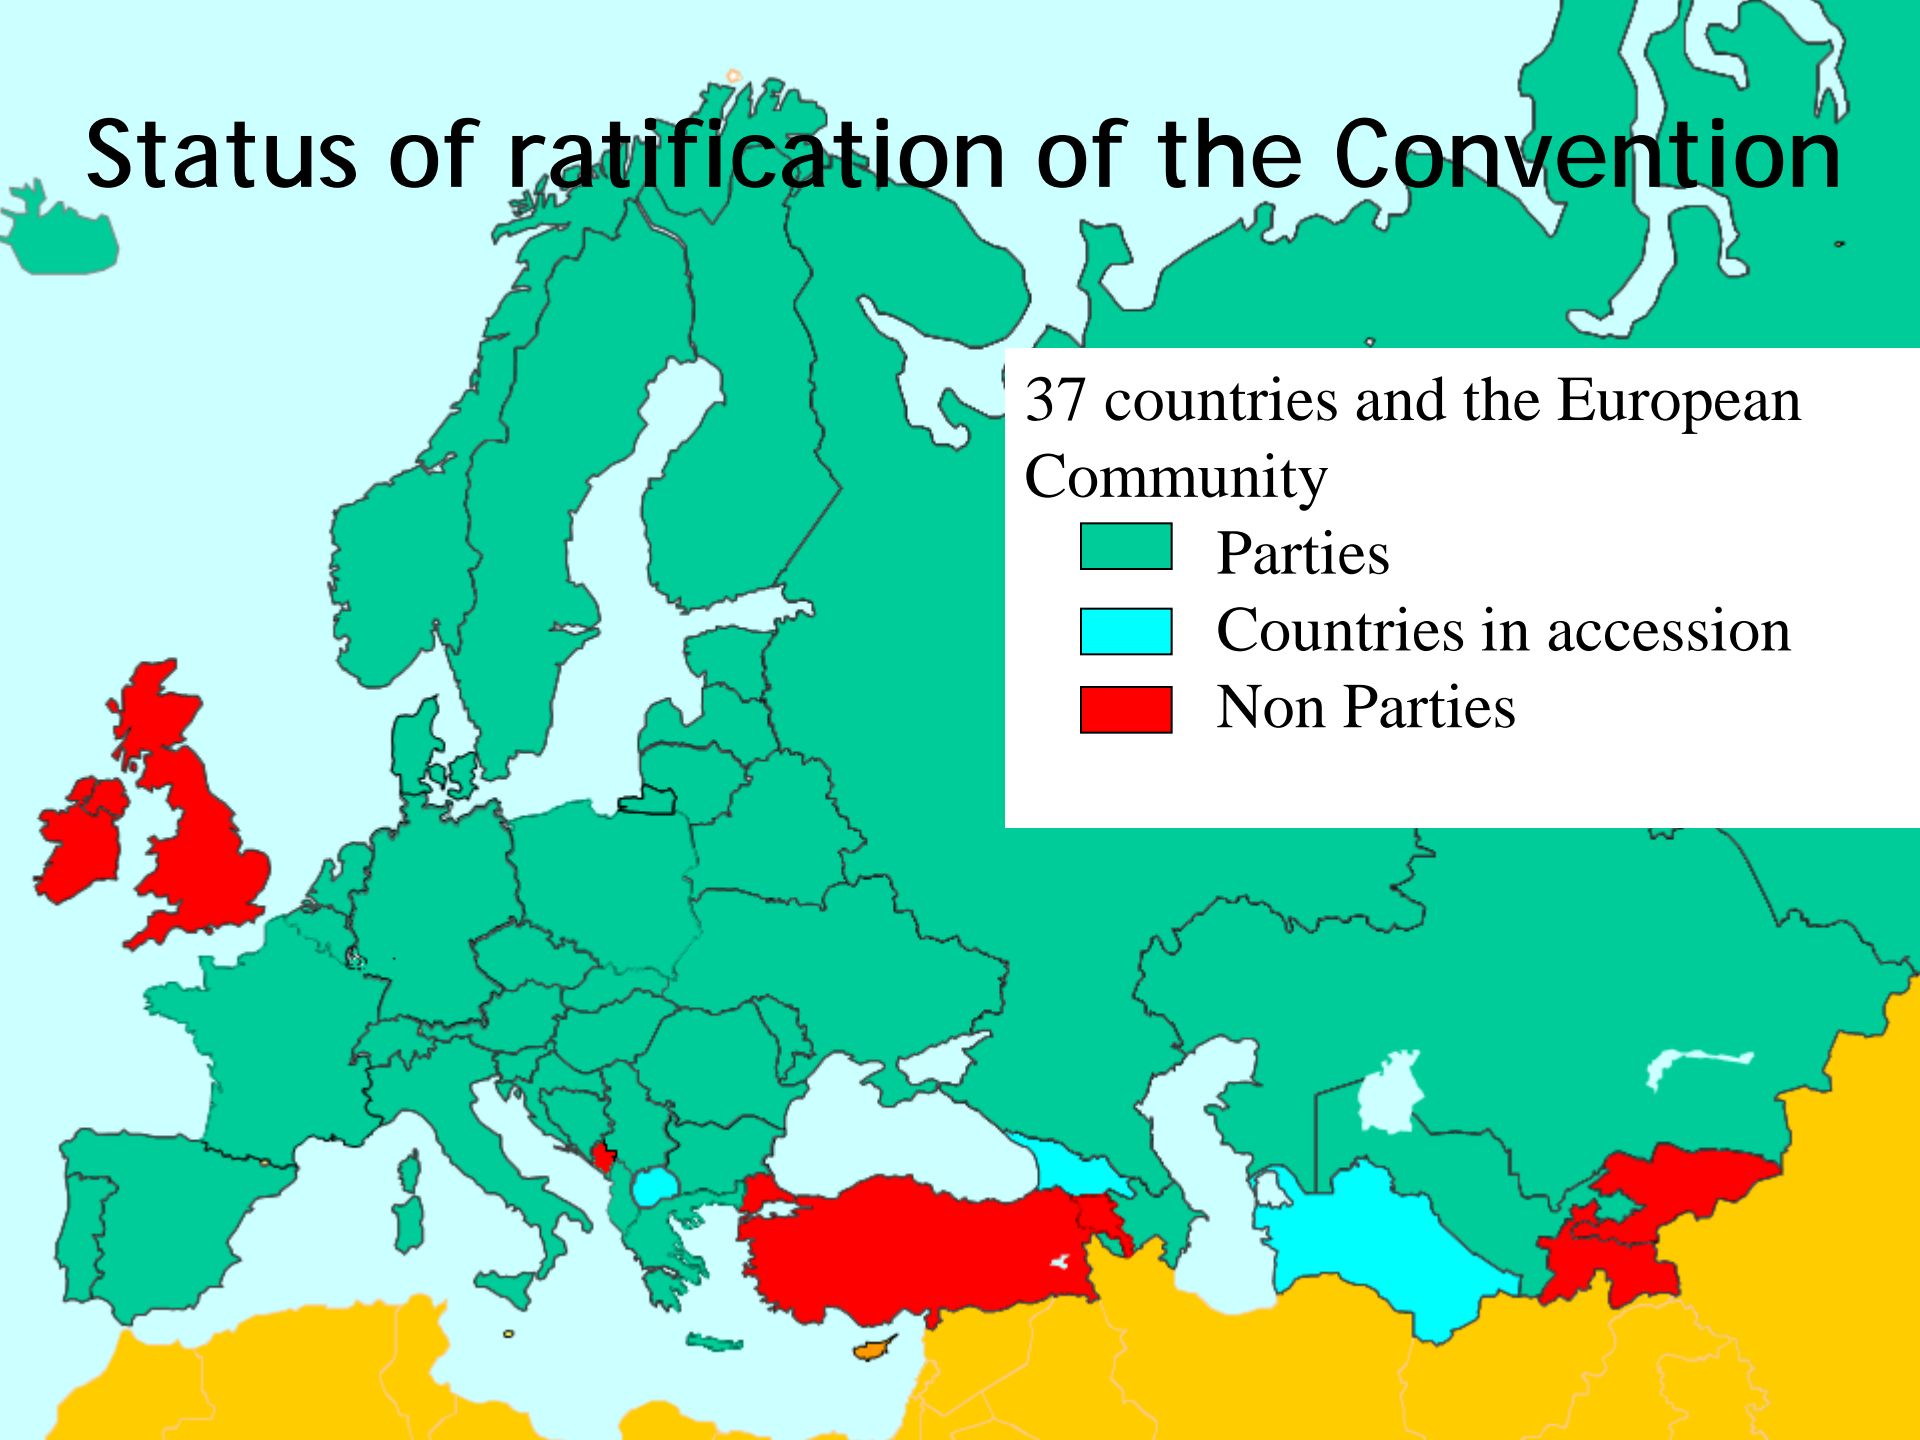 Status of ratification of the Convention
37 countries and the European
Community
Parties
Countries in accession
Non Parties